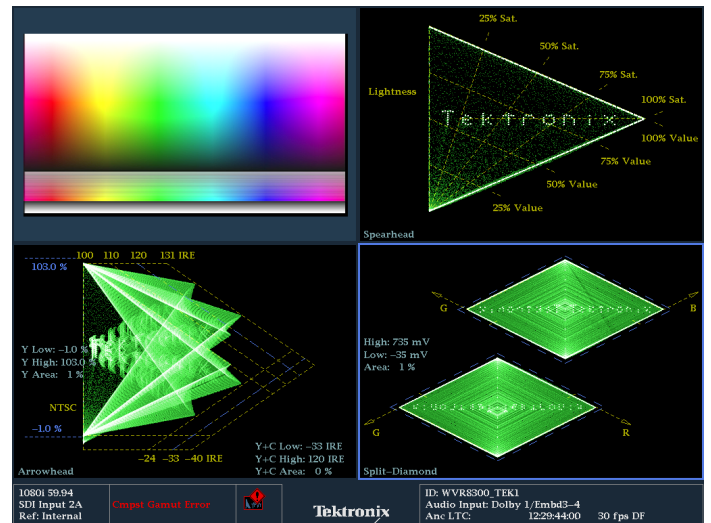 25% Sat.
50% Sat.
75% Sat.
Lightness
100% Sat.
Tektronix
100% Value
75% Value
50% Value
25% Value
Spearhead
100 110 120 131 IRE
103.0 %
Y Low: −1.0 %
Y High: 103.0 %
Y Area: 1 %
NTSC
−1.0 %
−24 −33 −40 IRE
Y+C Low: −33 IRE
Y+C High: 120 IRE
Y+C Area: 0 %
Arrowhead
G
B
High: 735 mV
Low: −35 mV
Area: 1 %
G
R
Split−Diamond
1080i 59.94
SDI Input 2A
Ref: Internal
Cmpst Gamut Error
Tektronix
ID: WVR8300_TEK1
Audio Input: Dolby 1/Embd3−4
Anc LTC: 12:29:44:00 30 fps DF